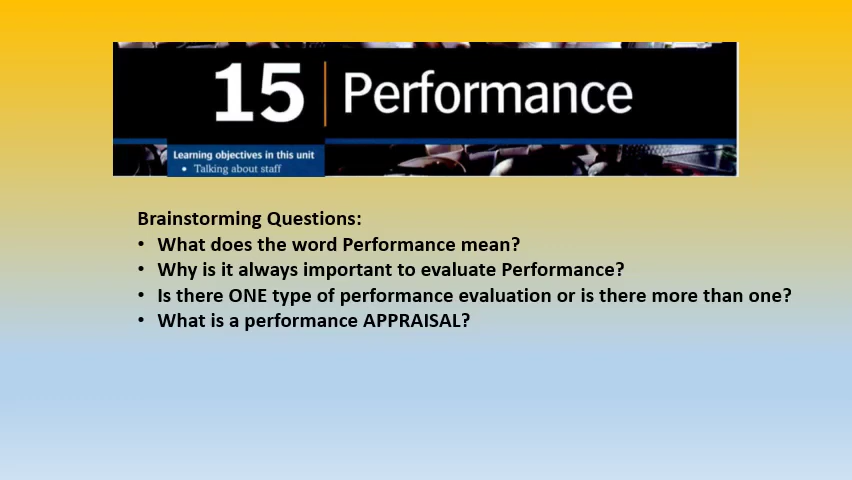 15 | Performance
Learning objectives in this unit
• Talking about staff
Brainstorming Questions:
• What does the word Performance mean?
• Why is it always important to evaluate Performance?
• Is there ONE type of performance evaluation or is there more than one?
• What is a performance APPRAISAL?